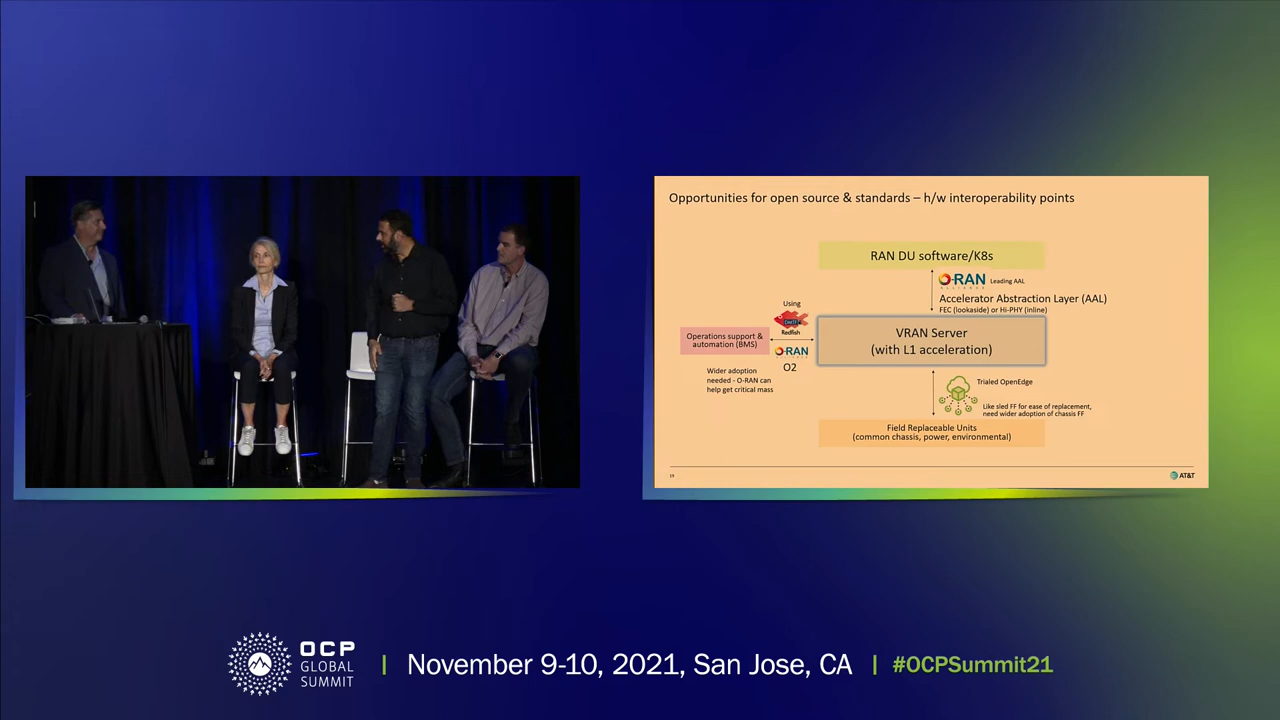 Opportunities for open source & standards – h/w interoperability points
RAN DU software/K8s
O-RAN
ALLIANCE
Leading AAL
Accelerator Abstraction Layer (AAL)
FEC (lookaside) or Hi-PHY (inline)
Using
DMTF
Redfish
VRAN Server
(with L1 acceleration)
Operations support &
automation (BMS)
O-RAN
ALLIANCE
O2
Wider adoption
needed - O-RAN can
help get critical mass
Trialed OpenEdge
Like sled FF for ease of replacement,
need wider adoption of chassis FF
Field Replaceable Units
(common chassis, power, environmental)
19
AT&T
OCP
GLOBAL
SUMMIT
November 9-10, 2021, San Jose, CA
#OCPSummit21